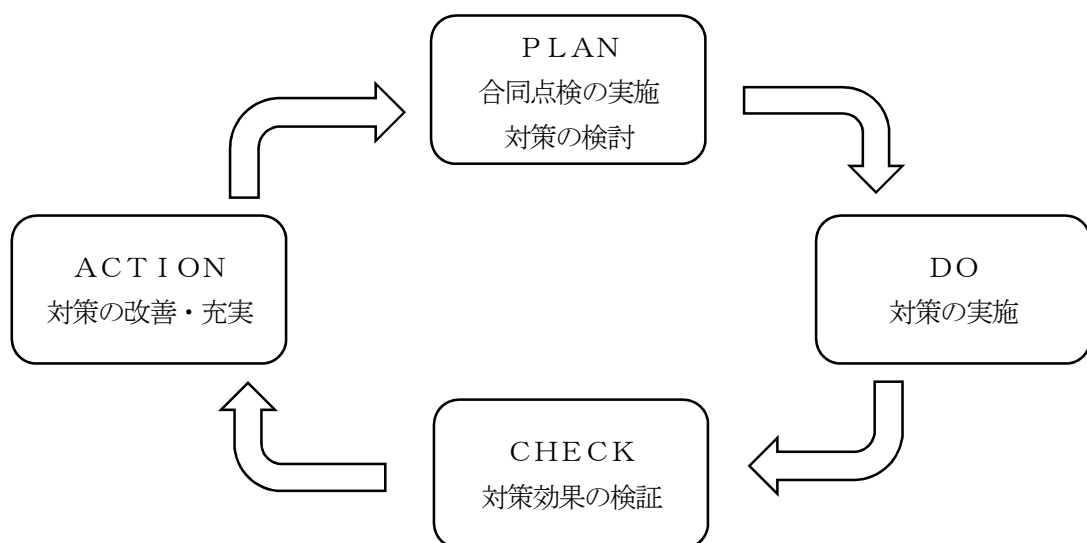 ＰＬＡＮ
合同点検の実施
対策の検討
ＤＯ
対策の実施
ＣＨＥＣＫ
対策効果の検証
ＡＣＴＩＯＮ
対策の改善・充実